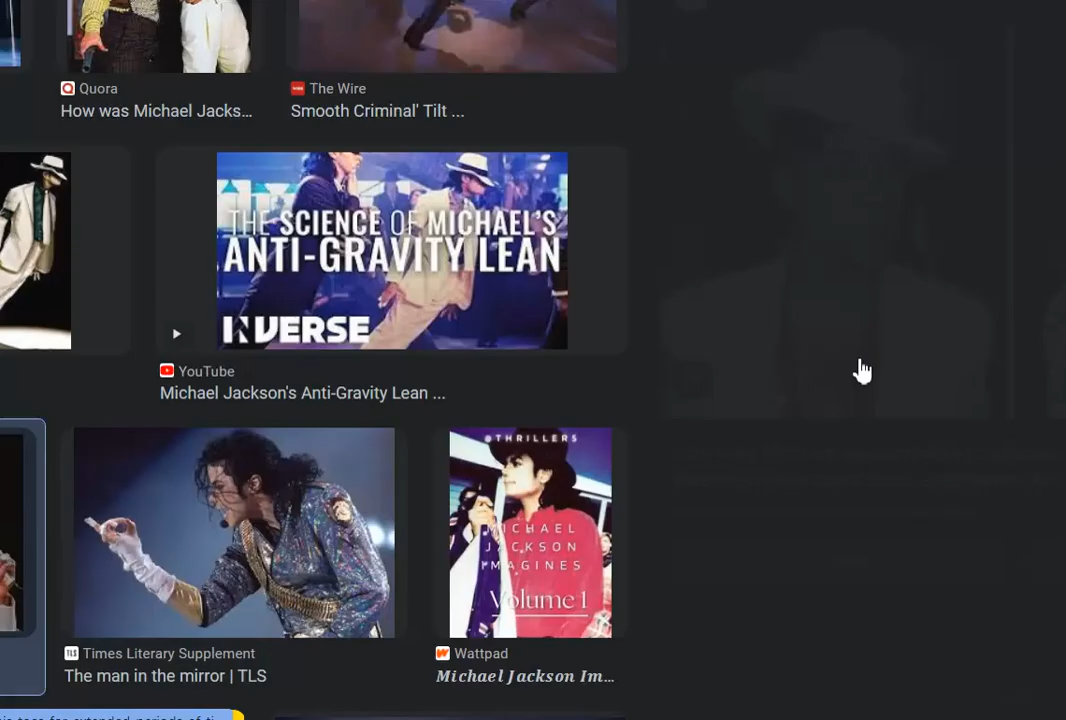 Quora
How was Michael Jacks...
The Wire
Smooth Criminal' Tilt ...
THE SCIENCE OF MICHAEL'S
ANTI-GRAVITY LEAN
INVERSE
YouTube
Michael Jackson's Anti-Gravity Lean ...
@THRILLER5
MICHAEL
JACKSON
IMAGINES
Volume 1
TLS Times Literary Supplement
The man in the mirror | TLS
Wattpad
Michael Jackson Im...